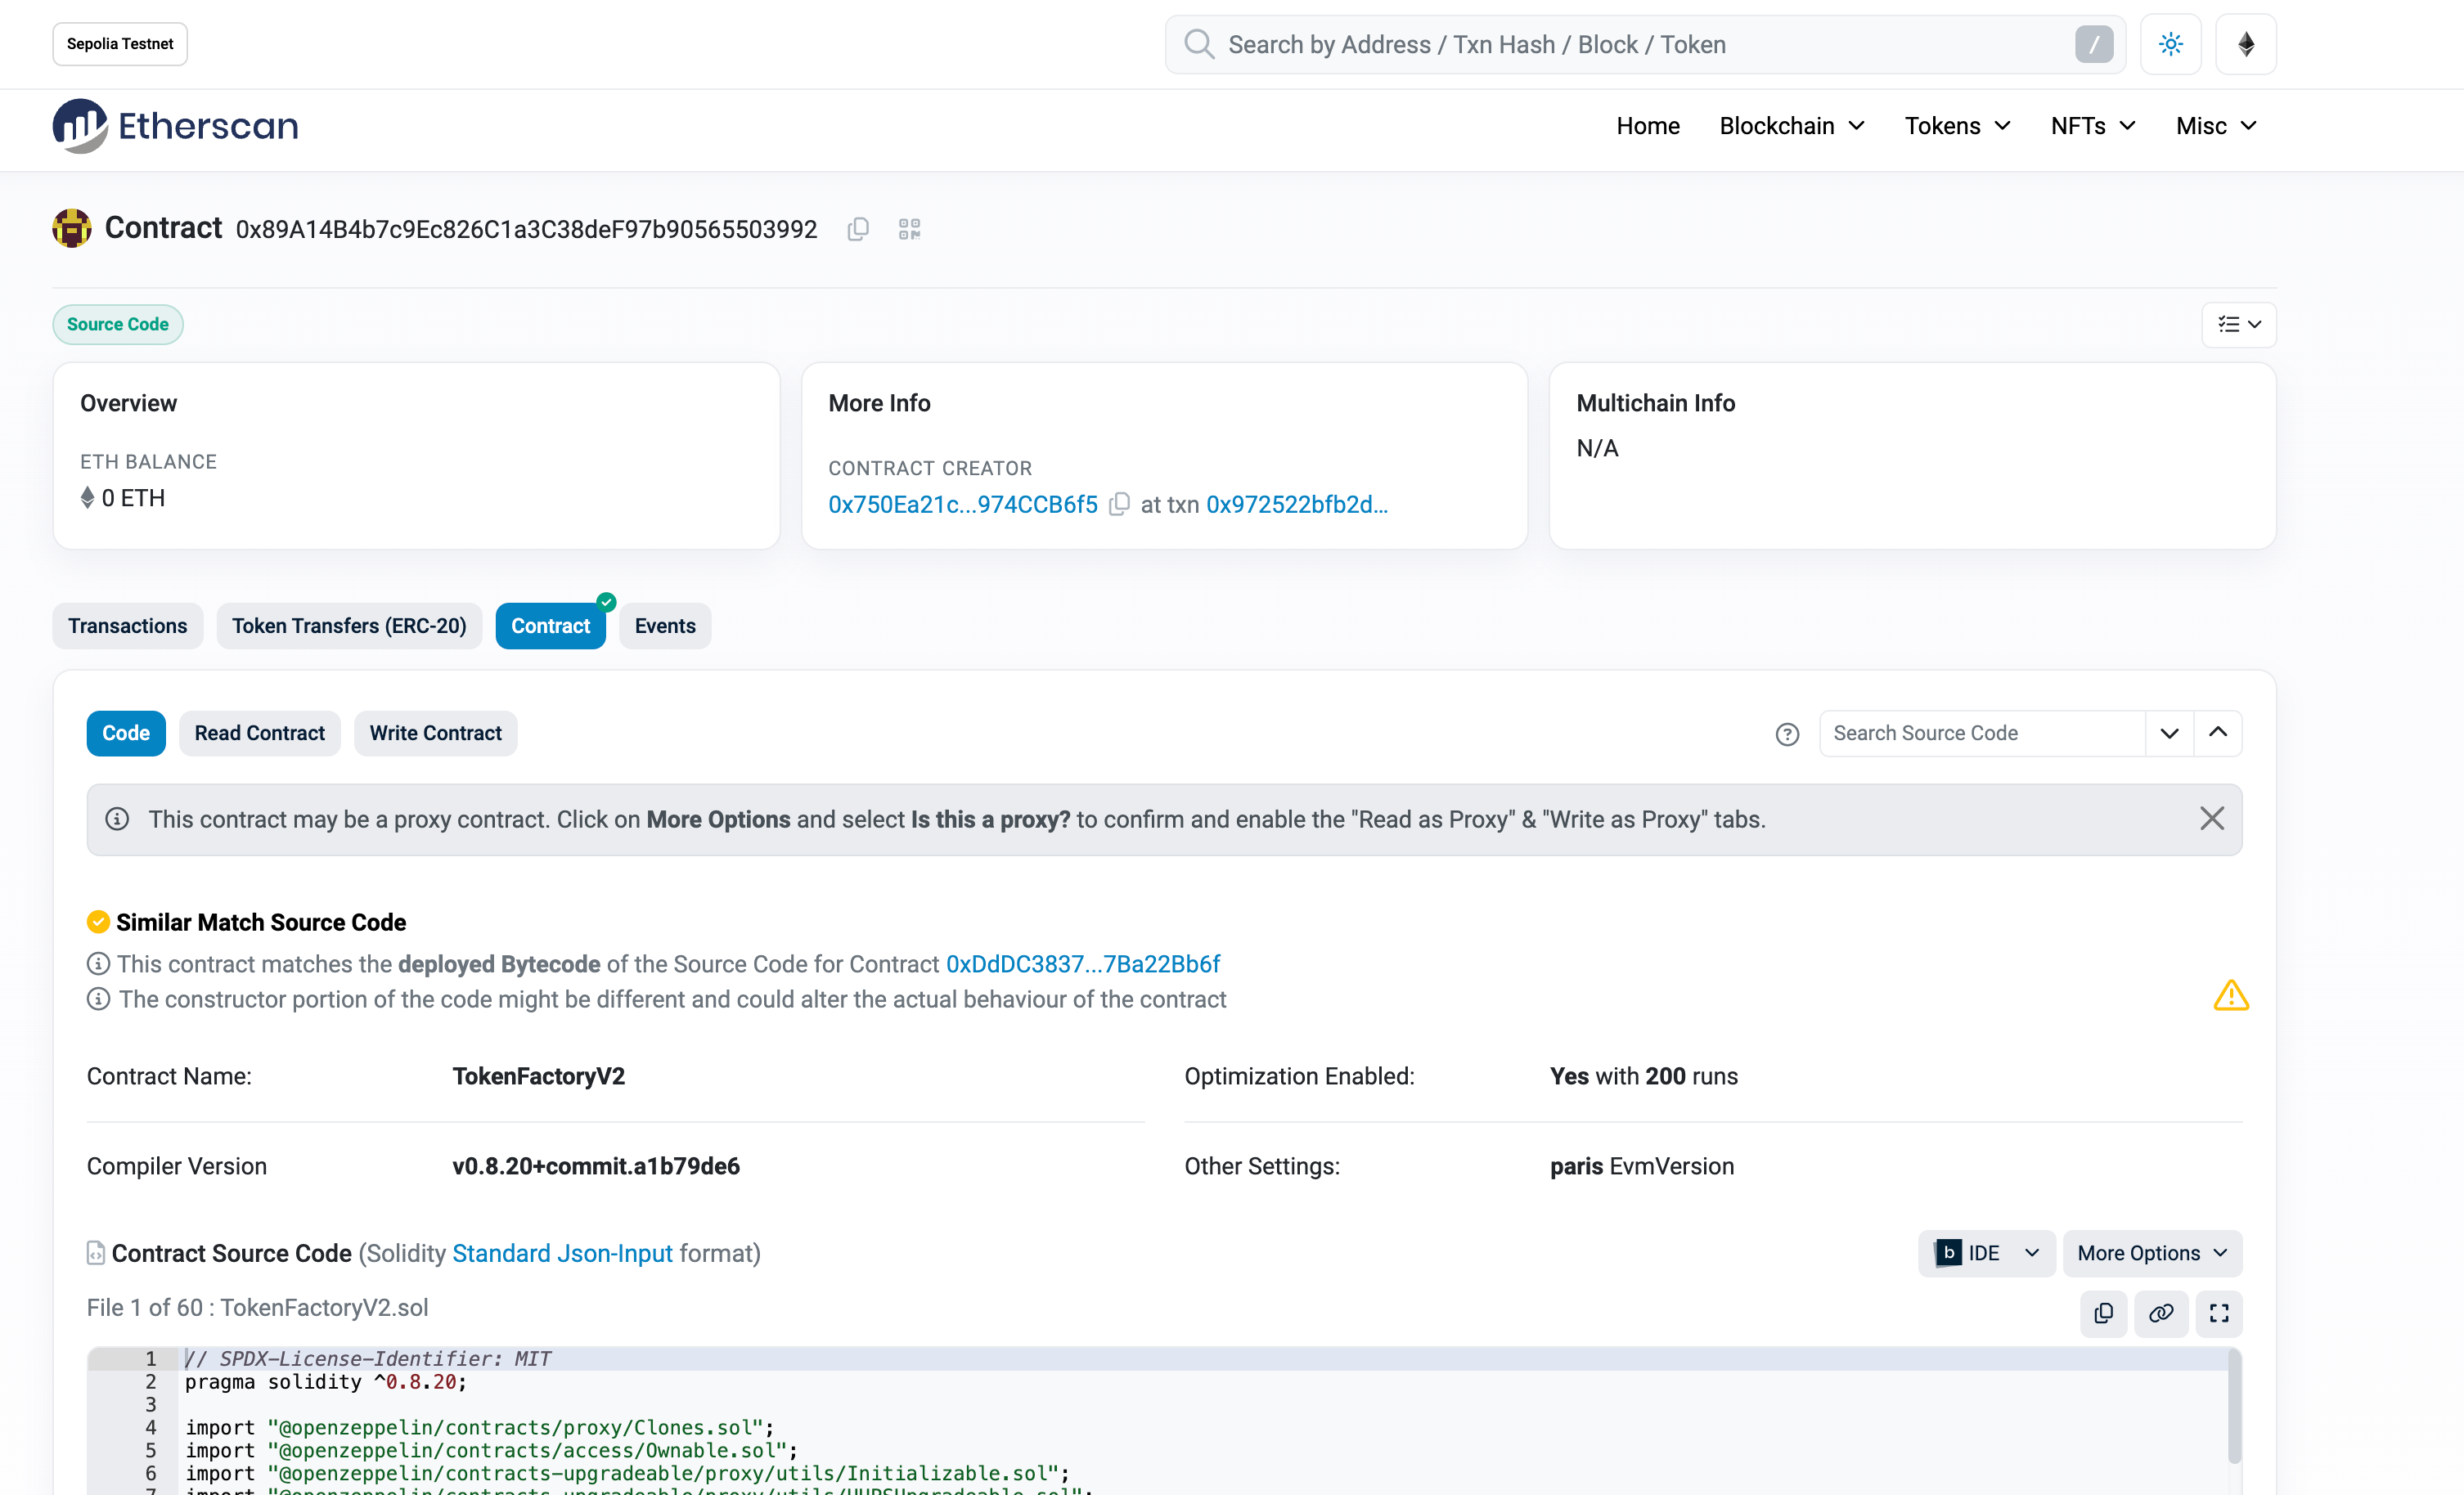 Sepolia Testnet
Search by Address / Txn Hash / Block / Token
/
Etherscan
Home Blockchain Tokens NFTs Misc
Contract 0x89A14B4b7c9Ec826C1a3C38deF97b90565503992
Source Code
Overview
ETH BALANCE
0 ETH
More Info
CONTRACT CREATOR
0x750Ea21c...974CCB6f5 at txn 0x972522bfb2d...
Multichain Info
N/A
Transactions Token Transfers (ERC-20) Contract Events
Code Read Contract Write Contract
Search Source Code
This contract may be a proxy contract. Click on More Options and select Is this a proxy? to confirm and enable the "Read as Proxy" & "Write as Proxy" tabs.
Similar Match Source Code
This contract matches the deployed Bytecode of the Source Code for Contract 0xDdDC3837...7Ba22Bb6f
The constructor portion of the code might be different and could alter the actual behaviour of the contract
Contract Name: TokenFactoryV2
Optimization Enabled: Yes with 200 runs
Compiler Version v0.8.20+commit.a1b79de6
Other Settings: paris EvmVersion
Contract Source Code (Solidity Standard Json-Input format)
b IDE More Options
File 1 of 60 : TokenFactoryV2.sol
1 // SPDX-License-Identifier: MIT
2 pragma solidity ^0.8.20;
3
4 import "@openzeppelin/contracts/proxy/Clones.sol";
5 import "@openzeppelin/contracts/access/Ownable.sol";
6 import "@openzeppelin/contracts-upgradeable/proxy/utils/Initializable.sol";
7 import "@openzeppelin/contracts-upgradeable/proxy/utils/UUPSUpgradeable.sol";